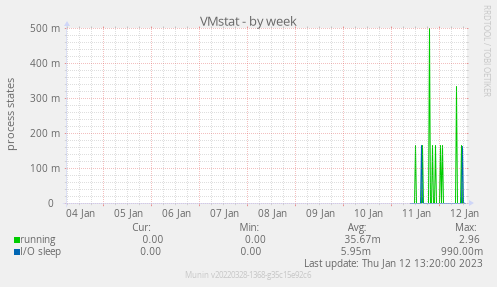 VMstat - by week
RRDTOOL / TOBI OETIKER
process states
500 m
400 m
300 m
200 m
100 m
0
04 Jan 05 Jan 06 Jan 07 Jan 08 Jan 09 Jan 10 Jan 11 Jan 12 Jan
Cur: Min: Avg: Max:
running 0.00 0.00 35.67m 2.96
I/O sleep 0.00 0.00 5.95m 990.00m
Last update: Thu Jan 12 13:20:00 2023
Munin v20220328-1368-g35c15e92c6